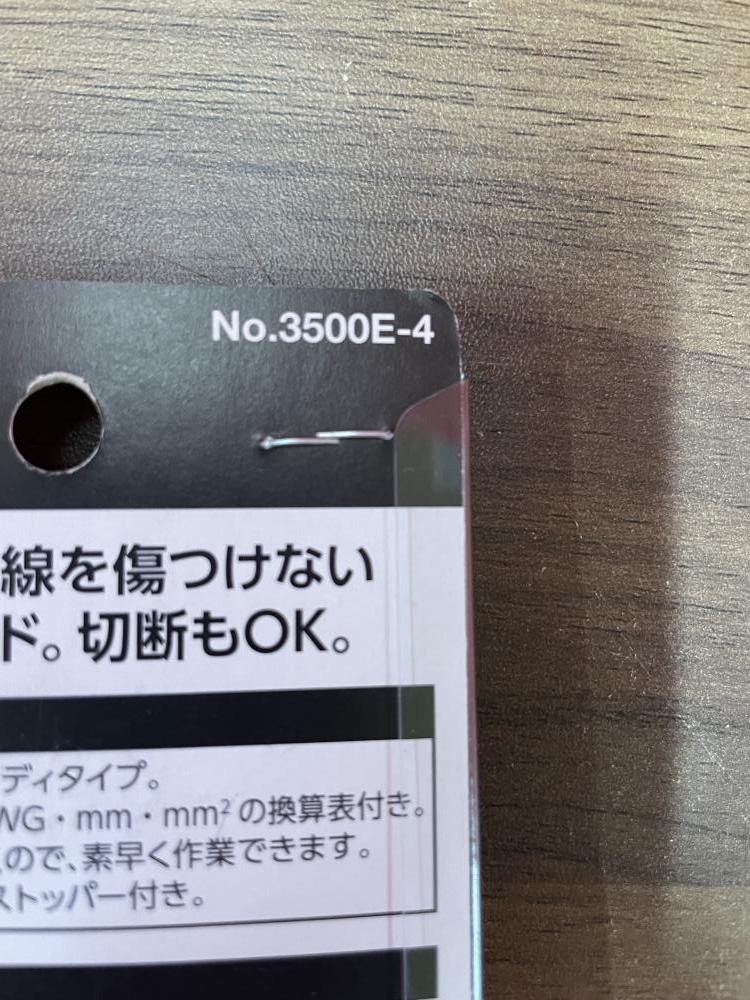 No.3500E-4
線を傷つけない
ド。切断もOK。
ディタイプ。
WG・mm・mm²の換算表付き。
ので、素早く作業できます。
ストッパー付き。